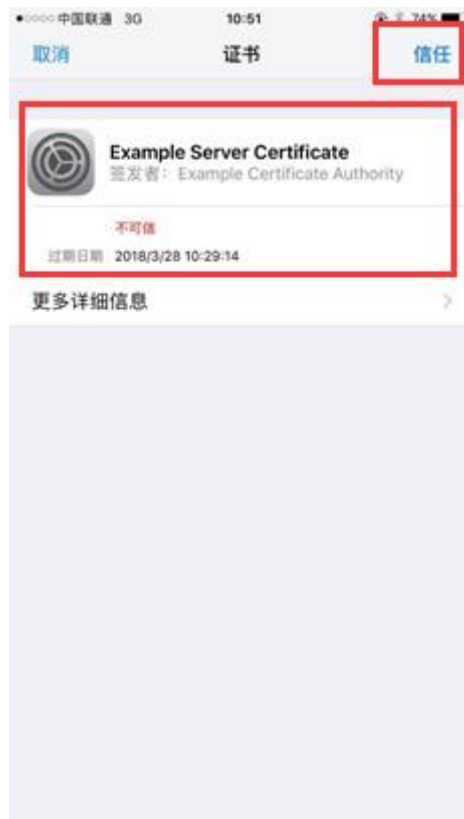 中国联通 3G 10:51 74%
取消 证书 信任
Example Server Certificate
签发者： Example Certificate Authority
不可信
过期日期 2018/3/28 10:29:14
更多详细信息